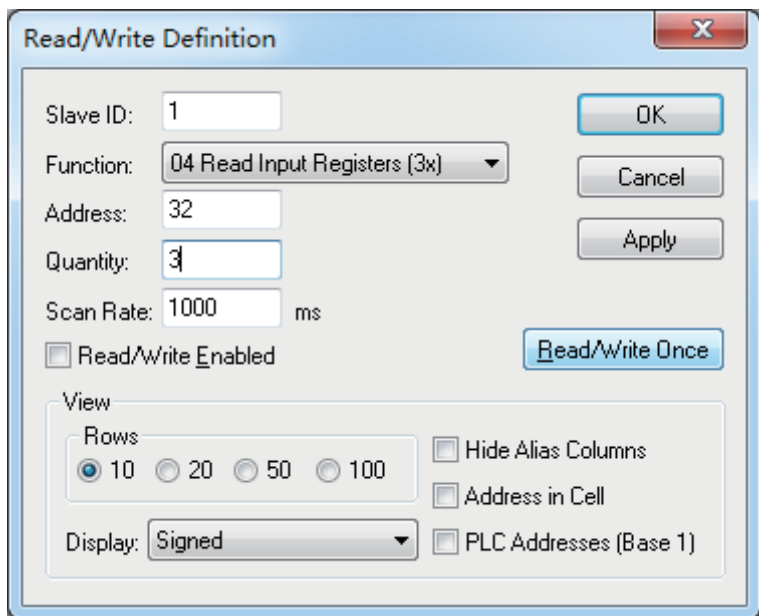 Read/Write Definition
Slave ID: 1
OK
Function: 04 Read Input Registers (3x)
Cancel
Address: 32
Apply
Quantity: 3
Scan Rate: 1000 ms
Read/Write Enabled
Read/Write Once
View
Rows
10 20 50 100
Hide Alias Columns
Address in Cell
Display: Signed
PLC Addresses (Base 1)